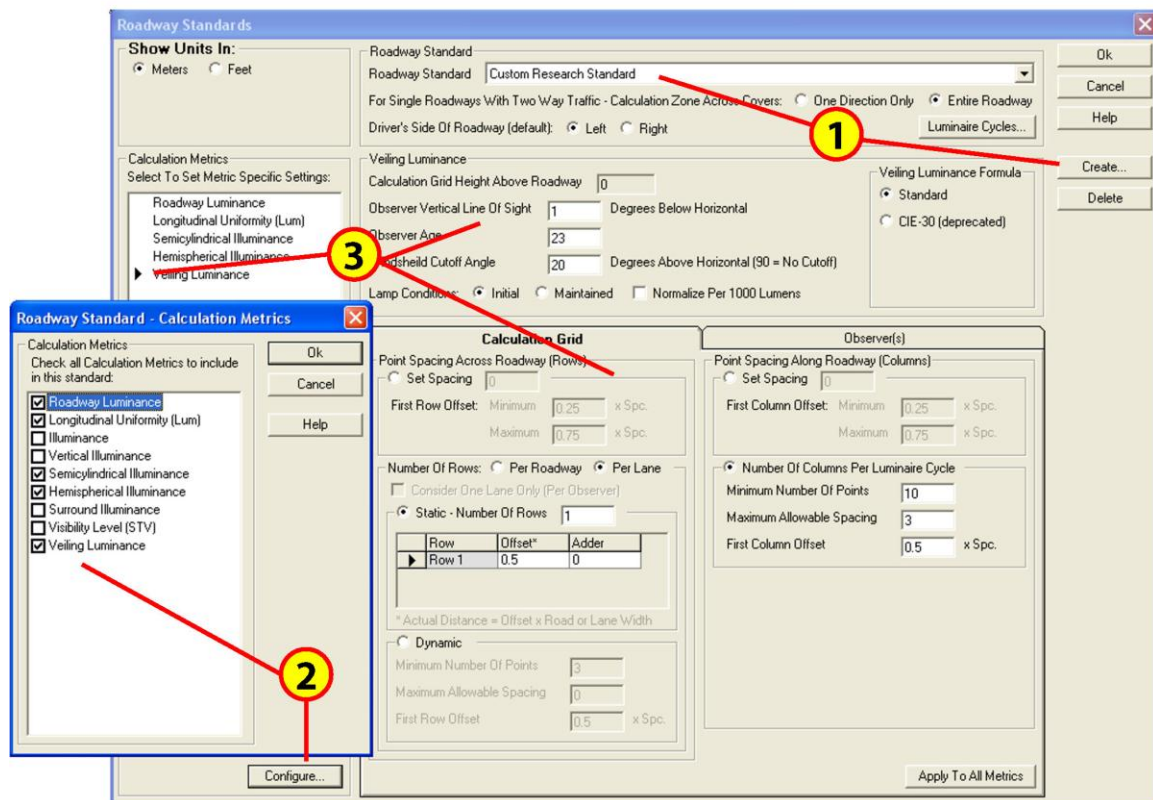 Roadway Standards
Show Units In:
Meters Feet
Roadway Standard
Roadway Standard Custom Research Standard
For Single Roadways With Two Way Traffic - Calculation Zone Across Covers: One Direction Only Entire Roadway
Driver's Side Of Roadway (default): Left Right Luminaire Cycles...
Ok
Cancel
Help
Create...
Delete
1
Calculation Metrics
Select To Set Metric Specific Settings:
Roadway Luminance
Longitudinal Uniformity (Lum)
Semicylindrical Illuminance
Hemispherical Illuminance
Veiling Luminance
3
Veiling Luminance
Calculation Grid Height Above Roadway 0
Observer Vertical Line Of Sight 1 Degrees Below Horizontal
Observer Age 23
dsheild Cutoff Angle 20 Degrees Above Horizontal (90 = No Cutoff)
Lamp Conditions: Initial Maintained Normalize Per 1000 Lumens
Veiling Luminance Formula
Standard
CIE-30 (deprecated)
Roadway Standard - Calculation Metrics
Calculation Metrics
Check all Calculation Metrics to include
in this standard:
Roadway Luminance
Longitudinal Uniformity (Lum)
Illuminance
Vertical Illuminance
Semicylindrical Illuminance
Hemispherical Illuminance
Surround Illuminance
Visibility Level (STV)
Veiling Luminance
Ok
Cancel
Help
2
Configure...
Calculation Grid
Observer(s)
Point Spacing Across Roadway (Rows)
Set Spacing 0
First Row Offset: Minimum 0.25 x Spc.
Maximum 0.75 x Spc.
Number Of Rows: Per Roadway Per Lane
Consider One Lane Only (Per Observer)
Static - Number Of Rows 1
Row Offset* Adder
Row 1 0.5 0
* Actual Distance = Offset x Road or Lane Width
Dynamic
Minimum Number Of Points 3
Maximum Allowable Spacing 0
First Row Offset 0.5 x Spc.
Point Spacing Along Roadway (Columns)
Set Spacing 0
First Column Offset: Minimum 0.25 x Spc.
Maximum 0.75 x Spc.
Number Of Columns Per Luminaire Cycle
Minimum Number Of Points 10
Maximum Allowable Spacing 3
First Column Offset 0.5 x Spc.
Apply To All Metrics